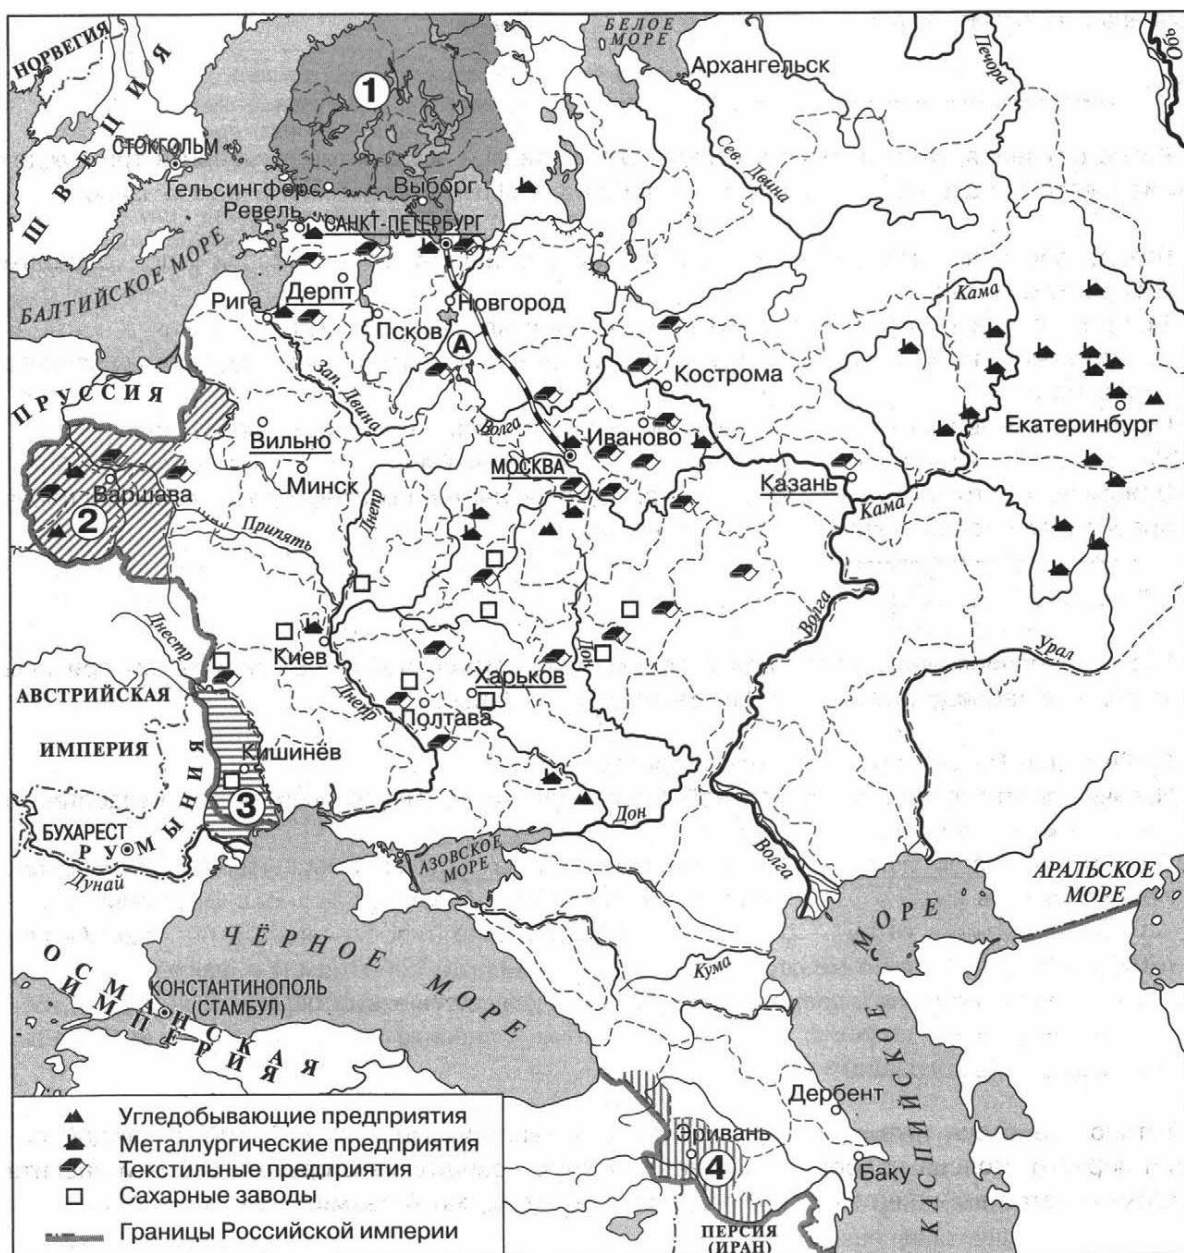 НОРВЕГИЯ
ШВЕЦИЯ
СТОКГОЛЬМ
БЕЛОЕ
МОРЕ
Архангельск
Печора
Обь
Сев. Двина
1
Гельсингфорс
Выборг
Ревель
САНКТ-ПЕТЕРБУРГ
БАЛТИЙСКОЕ МОРЕ
Рига
Дерпт
Новгород
Псков
А
Кама
Кострома
Зап. Двина
Волга
ПРУССИЯ
Вильно
Иваново
Екатеринбург
МОСКВА
Минск
Казань
Варшава
2
Днепр
Кама
Припять
Днестр
Киев
Харьков
Дон
Волга
Урал
АВСТРИЙСКАЯ
ИМПЕРИЯ
Днепр
Полтава
Кишинёв
3
БУХАРЕСТ
РУМЫНИЯ
Дунай
Дон
Волга
АЗОВСКОЕ
МОРЕ
АРАЛЬСКОЕ
МОРЕ
ЧЁРНОЕ МОРЕ
Кума
КАСПИЙСКОЕ МОРЕ
ОСМАНСКАЯ
ИМПЕРИЯ
КОНСТАНТИНОПОЛЬ
(СТАМБУЛ)
Дербент
Эривань
4
Баку
ПЕРСИЯ
(ИРАН)
Угледобывающие предприятия
Металлургические предприятия
Текстильные предприятия
Сахарные заводы
Границы Российской империи